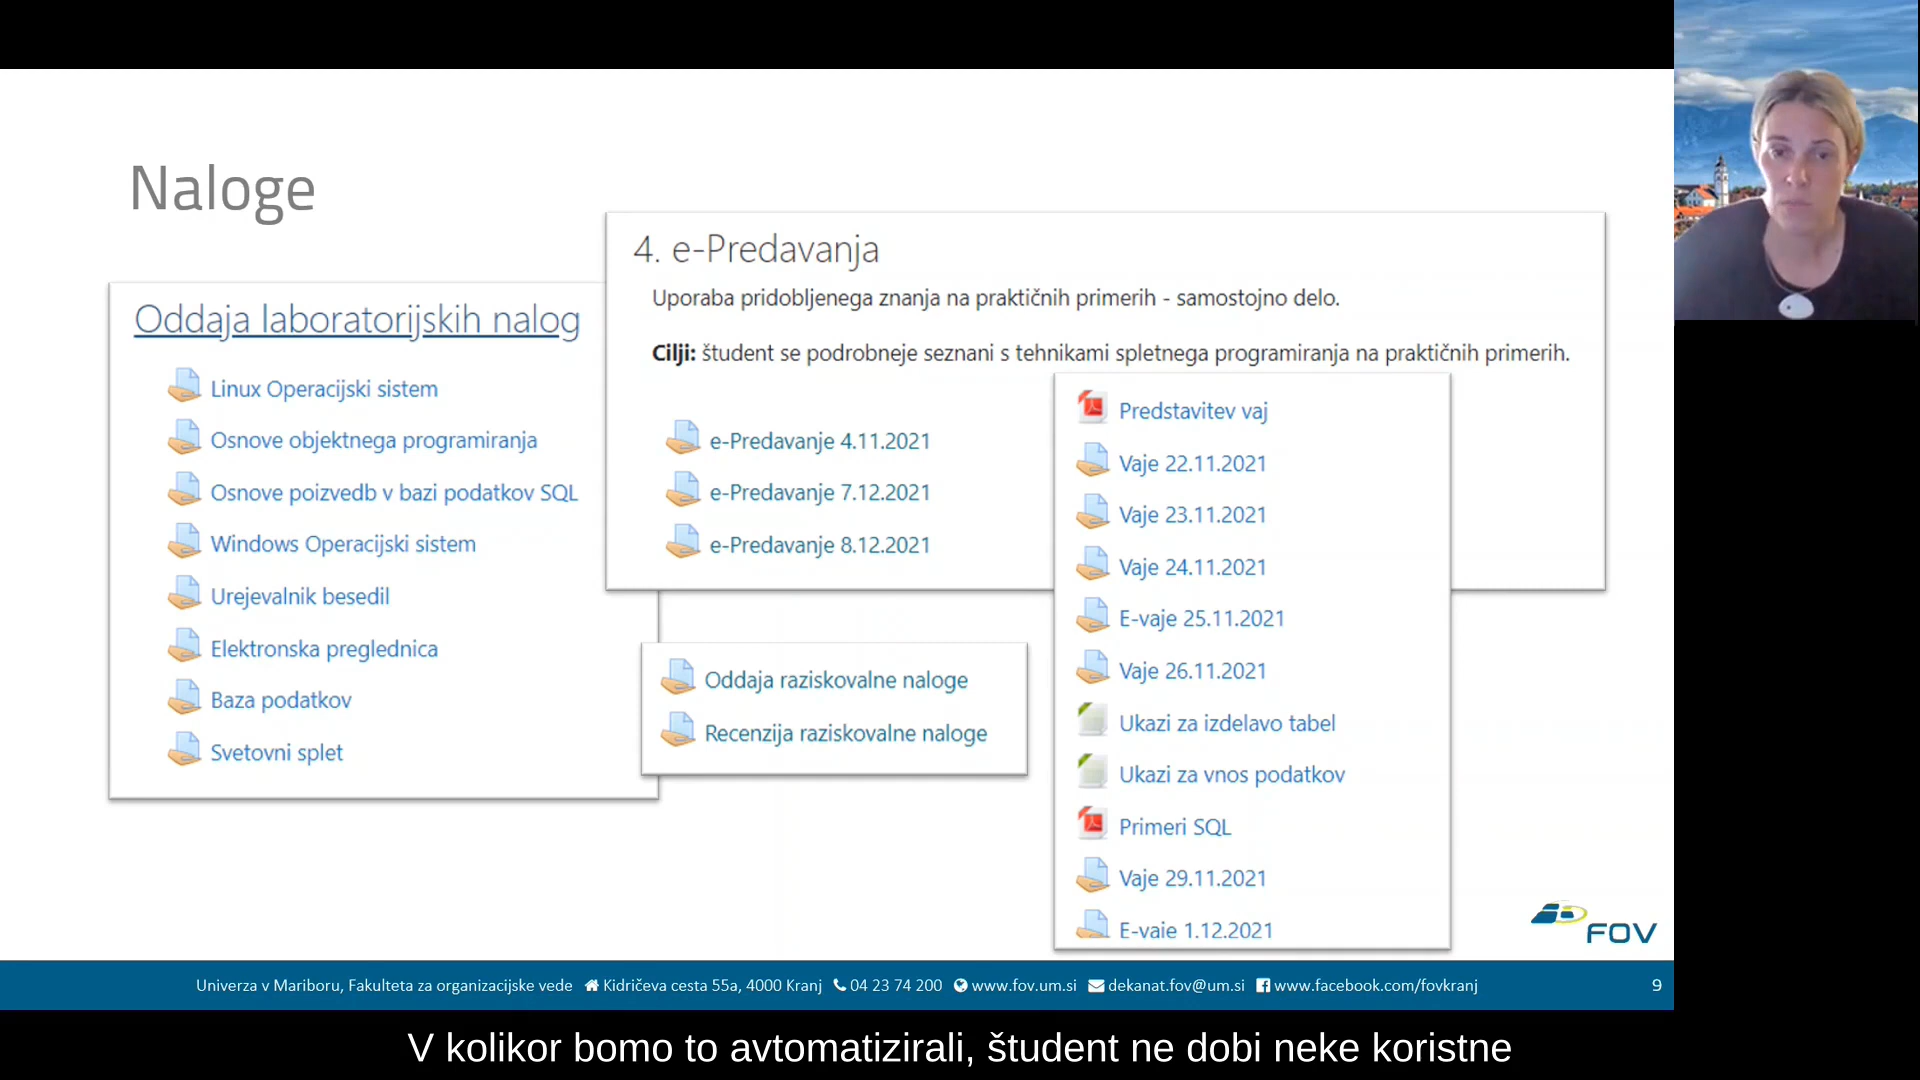 Naloge
Oddaja laboratorijskih nalog
Linux Operacijski sistem
Osnove objektnega programiranja
Osnove poizvedb v bazi podatkov SQL
Windows Operacijski sistem
Urejevalnik besedil
Elektronska preglednica
Baza podatkov
Svetovni splet
4. e-Predavanja
Uporaba pridobljenega znanja na praktičnih primerih - samostojno delo.
Cilji: študent se podrobneje seznani s tehnikami spletnega programiranja na praktičnih primerih.
e-Predavanje 4.11.2021
e-Predavanje 7.12.2021
e-Predavanje 8.12.2021
Oddaja raziskovalne naloge
Recenzija raziskovalne naloge
Predstavitev vaj
Vaje 22.11.2021
Vaje 23.11.2021
Vaje 24.11.2021
E-vaje 25.11.2021
Vaje 26.11.2021
Ukazi za izdelavo tabel
Ukazi za vnos podatkov
Primeri SQL
Vaje 29.11.2021
E-vaje 1.12.2021
FOV
Univerza v Mariboru, Fakulteta za organizacijske vede Kidričeva cesta 55a, 4000 Kranj 04 23 74 200 www.fov.um.si dekanat.fov@um.si www.facebook.com/fovkranj 9
V kolikor bomo to avtomatizirali, študent ne dobi neke koristne